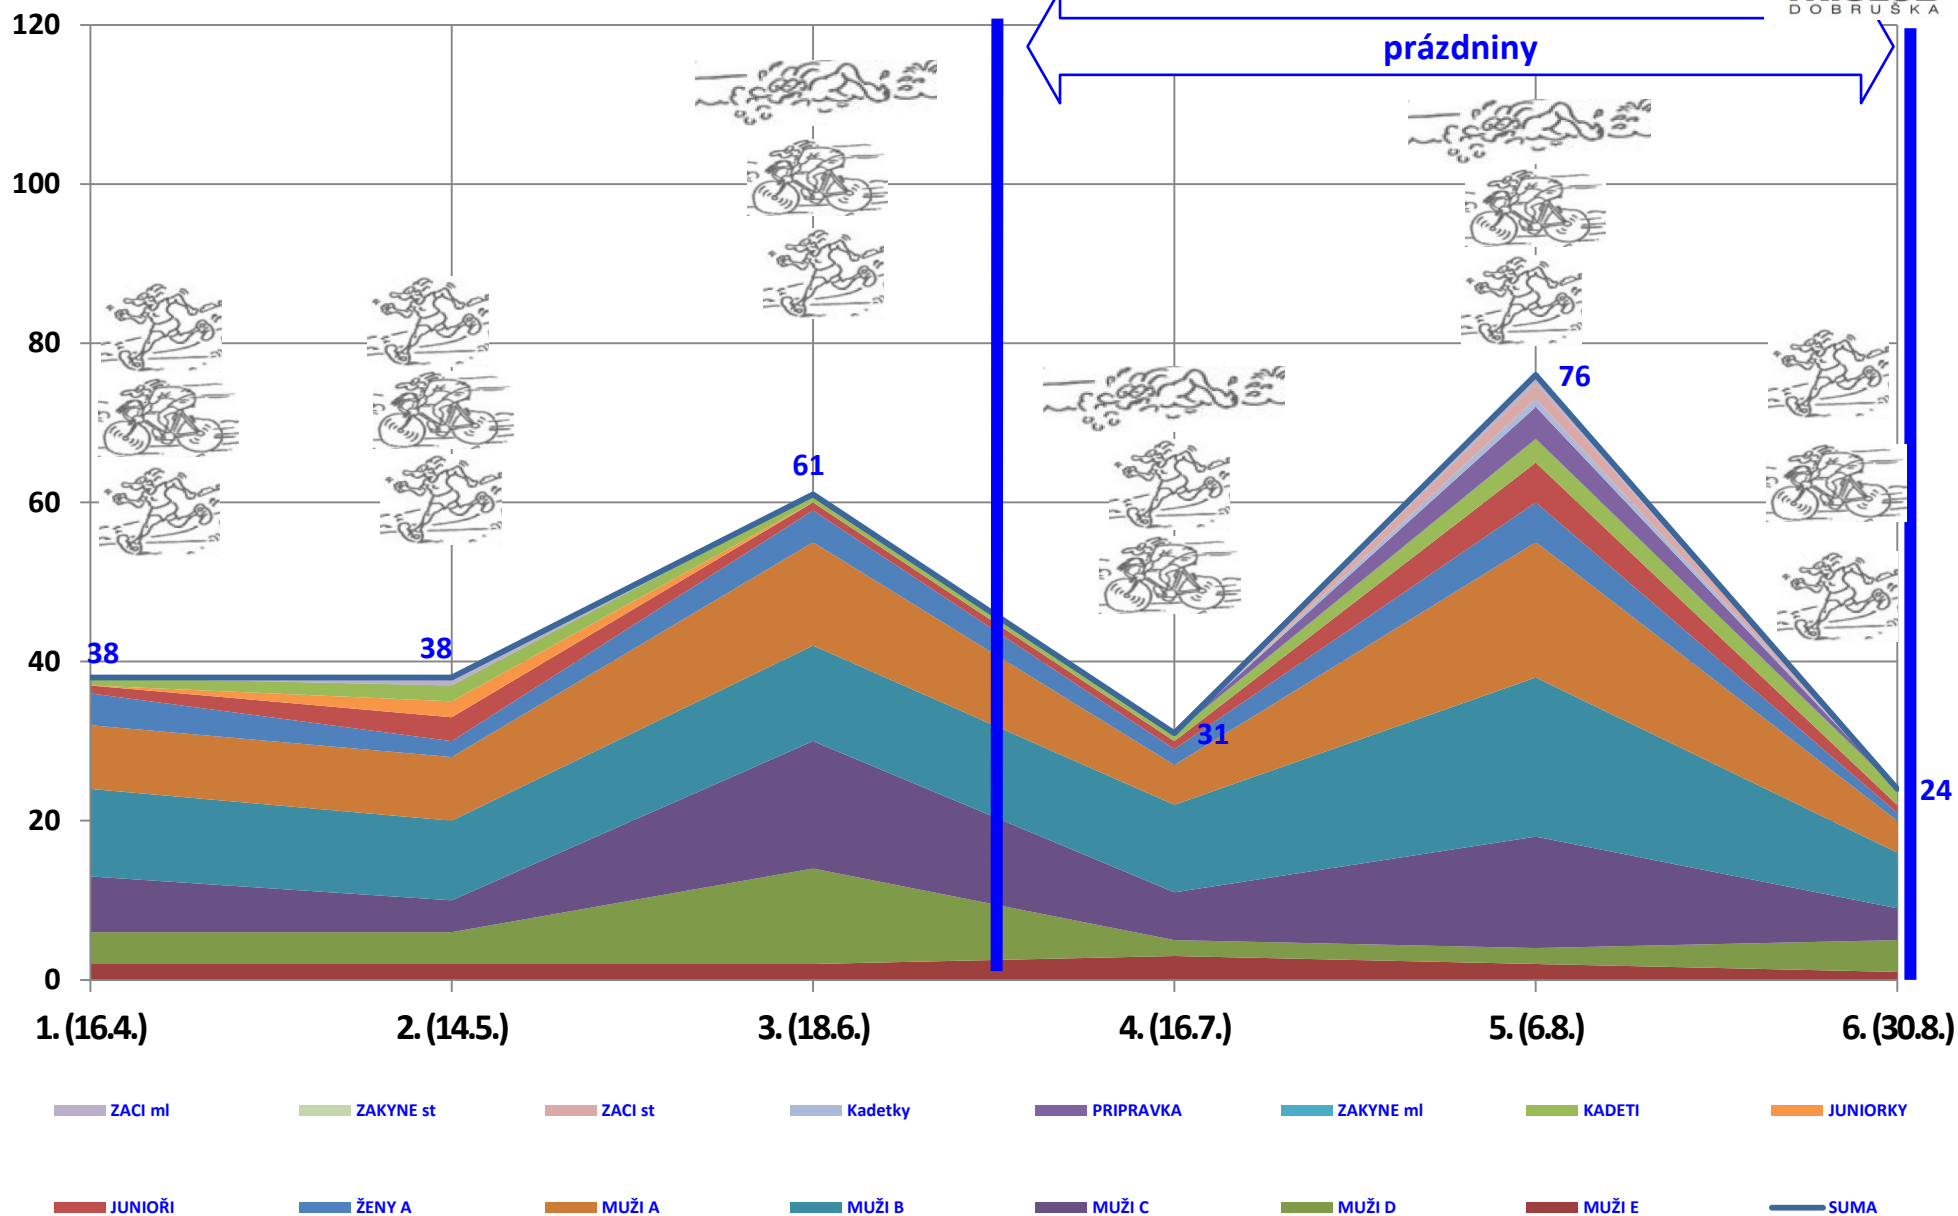 DOBRUŠKA
120
prázdniny
100
80
76
61
60
38
38
40
31
24
20
0
1. (16.4.) 2. (14.5.) 3. (18.6.) 4. (16.7.) 5. (6.8.) 6. (30.8.)
ZACI ml ZAKYNE st ZACI st Kadetky PRIPRAVKA ZAKYNE ml KADETI JUNIORKY
JUNIOŘI ŽENY A MUŽI A MUŽI B MUŽI C MUŽI D MUŽI E SUMA